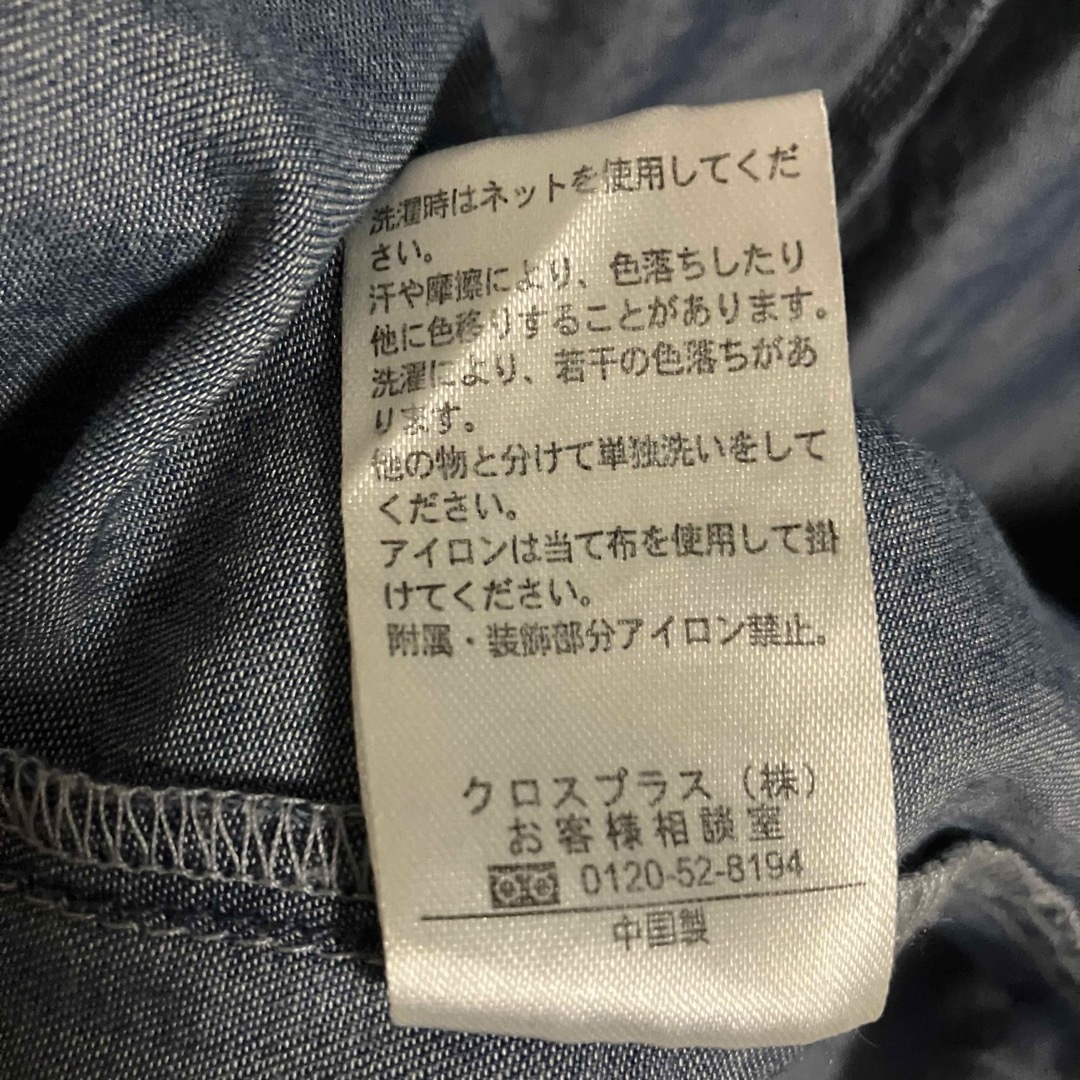 洗濯時はネットを使用してくだ
さい。
汗や摩擦により、色落ちしたり
他に色移りすることがあります。
洗濯により、若干の色落ちがあ
ります。
他の物と分けて単独洗いをして
ください。
アイロンは当て布を使用して掛
けてください。
附属・装飾部分アイロン禁止。
クロスプラス（株）
お客様相談室
0120-52-8194
中国製